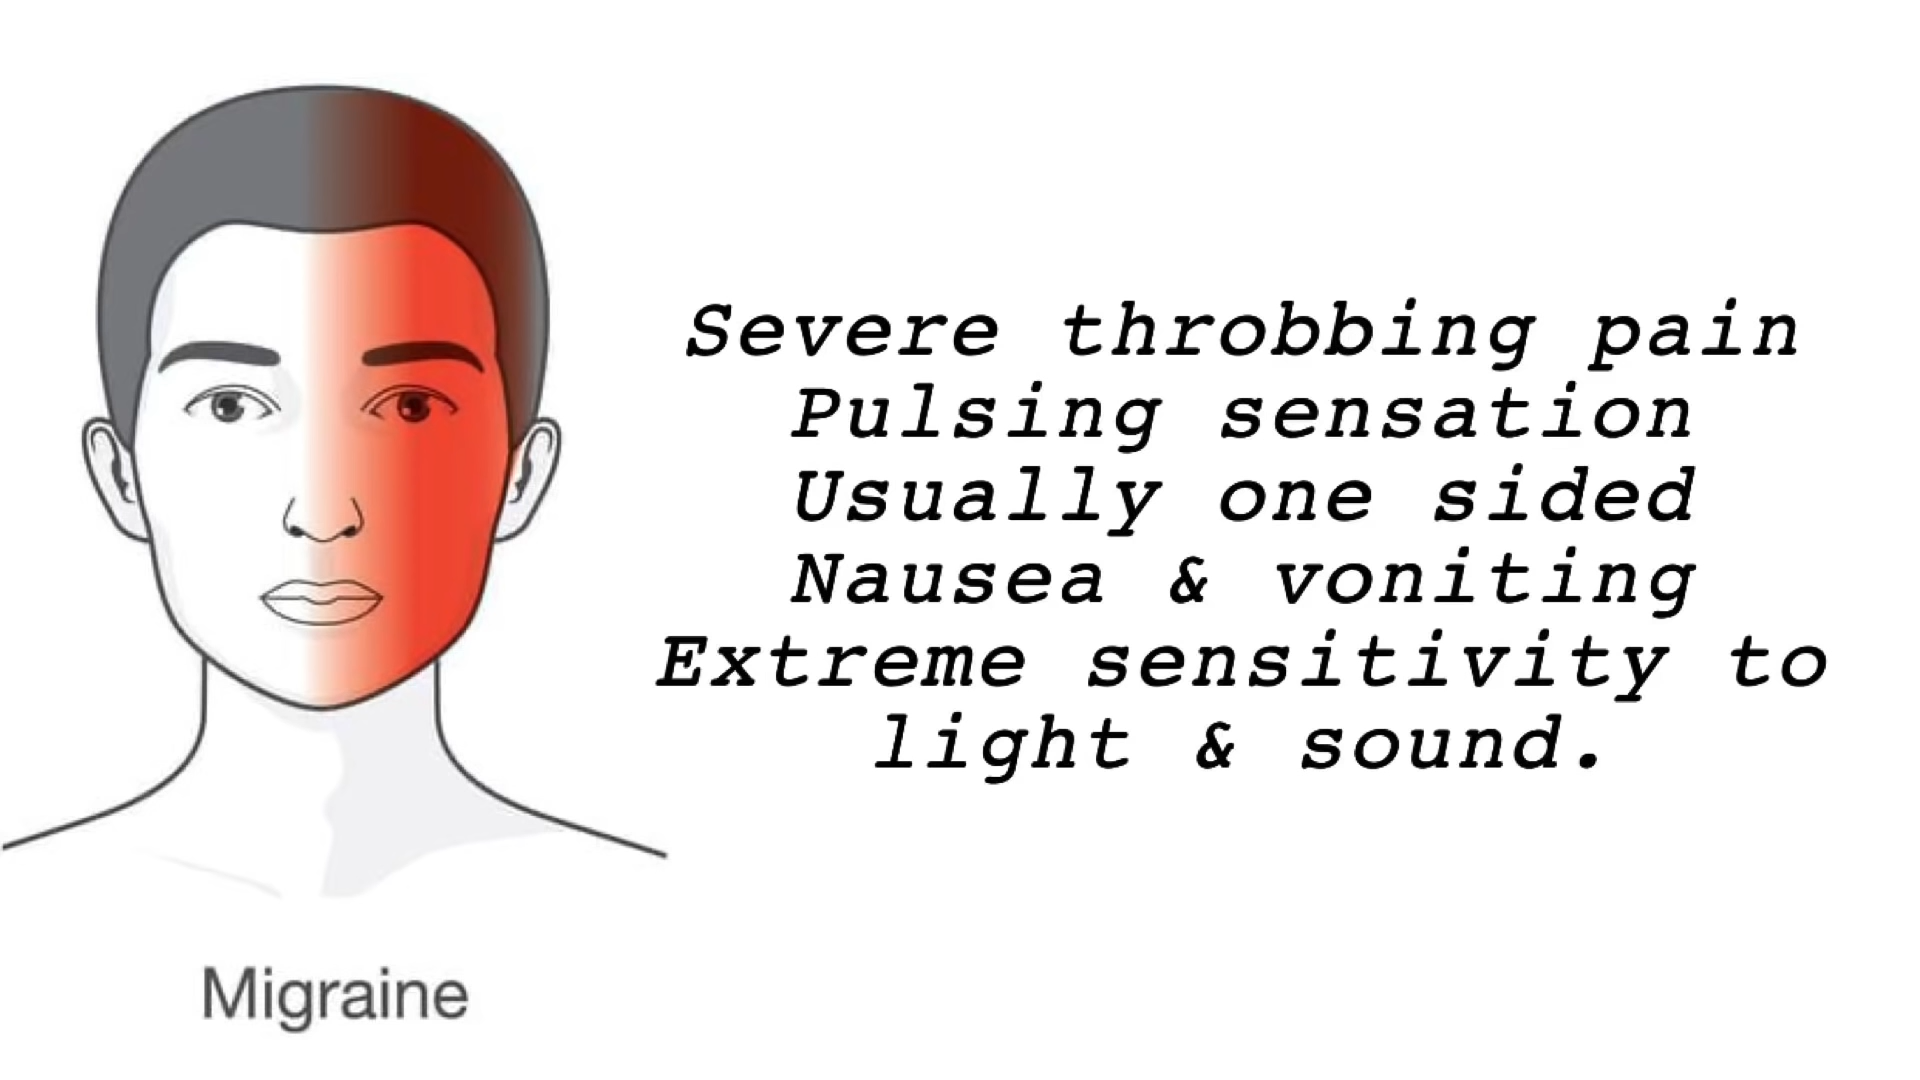 Severe throbbing pain
Pulsing sensation
Usually one sided
Nausea & voniting
Extreme sensitivity to
light & sound.
Migraine